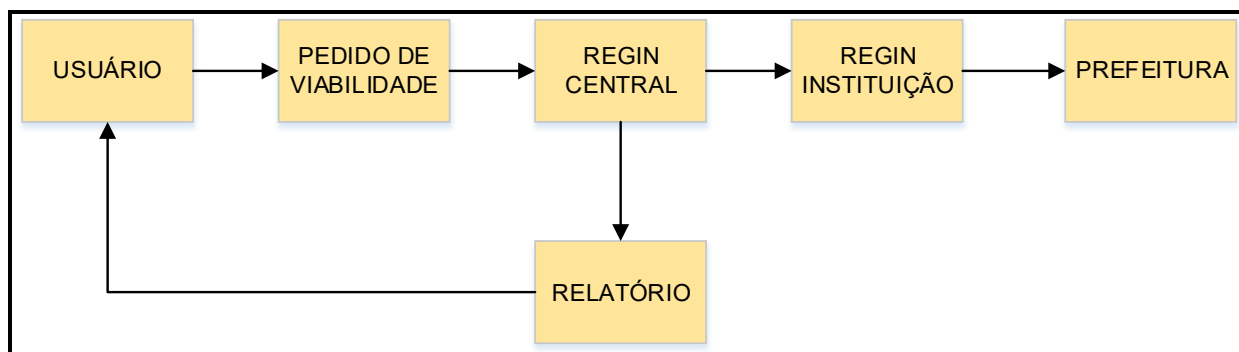 USUÁRIO
PEDIDO DE
VIABILIDADE
REGIN
CENTRAL
REGIN
INSTITUIÇÃO
PREFEITURA
RELATÓRIO